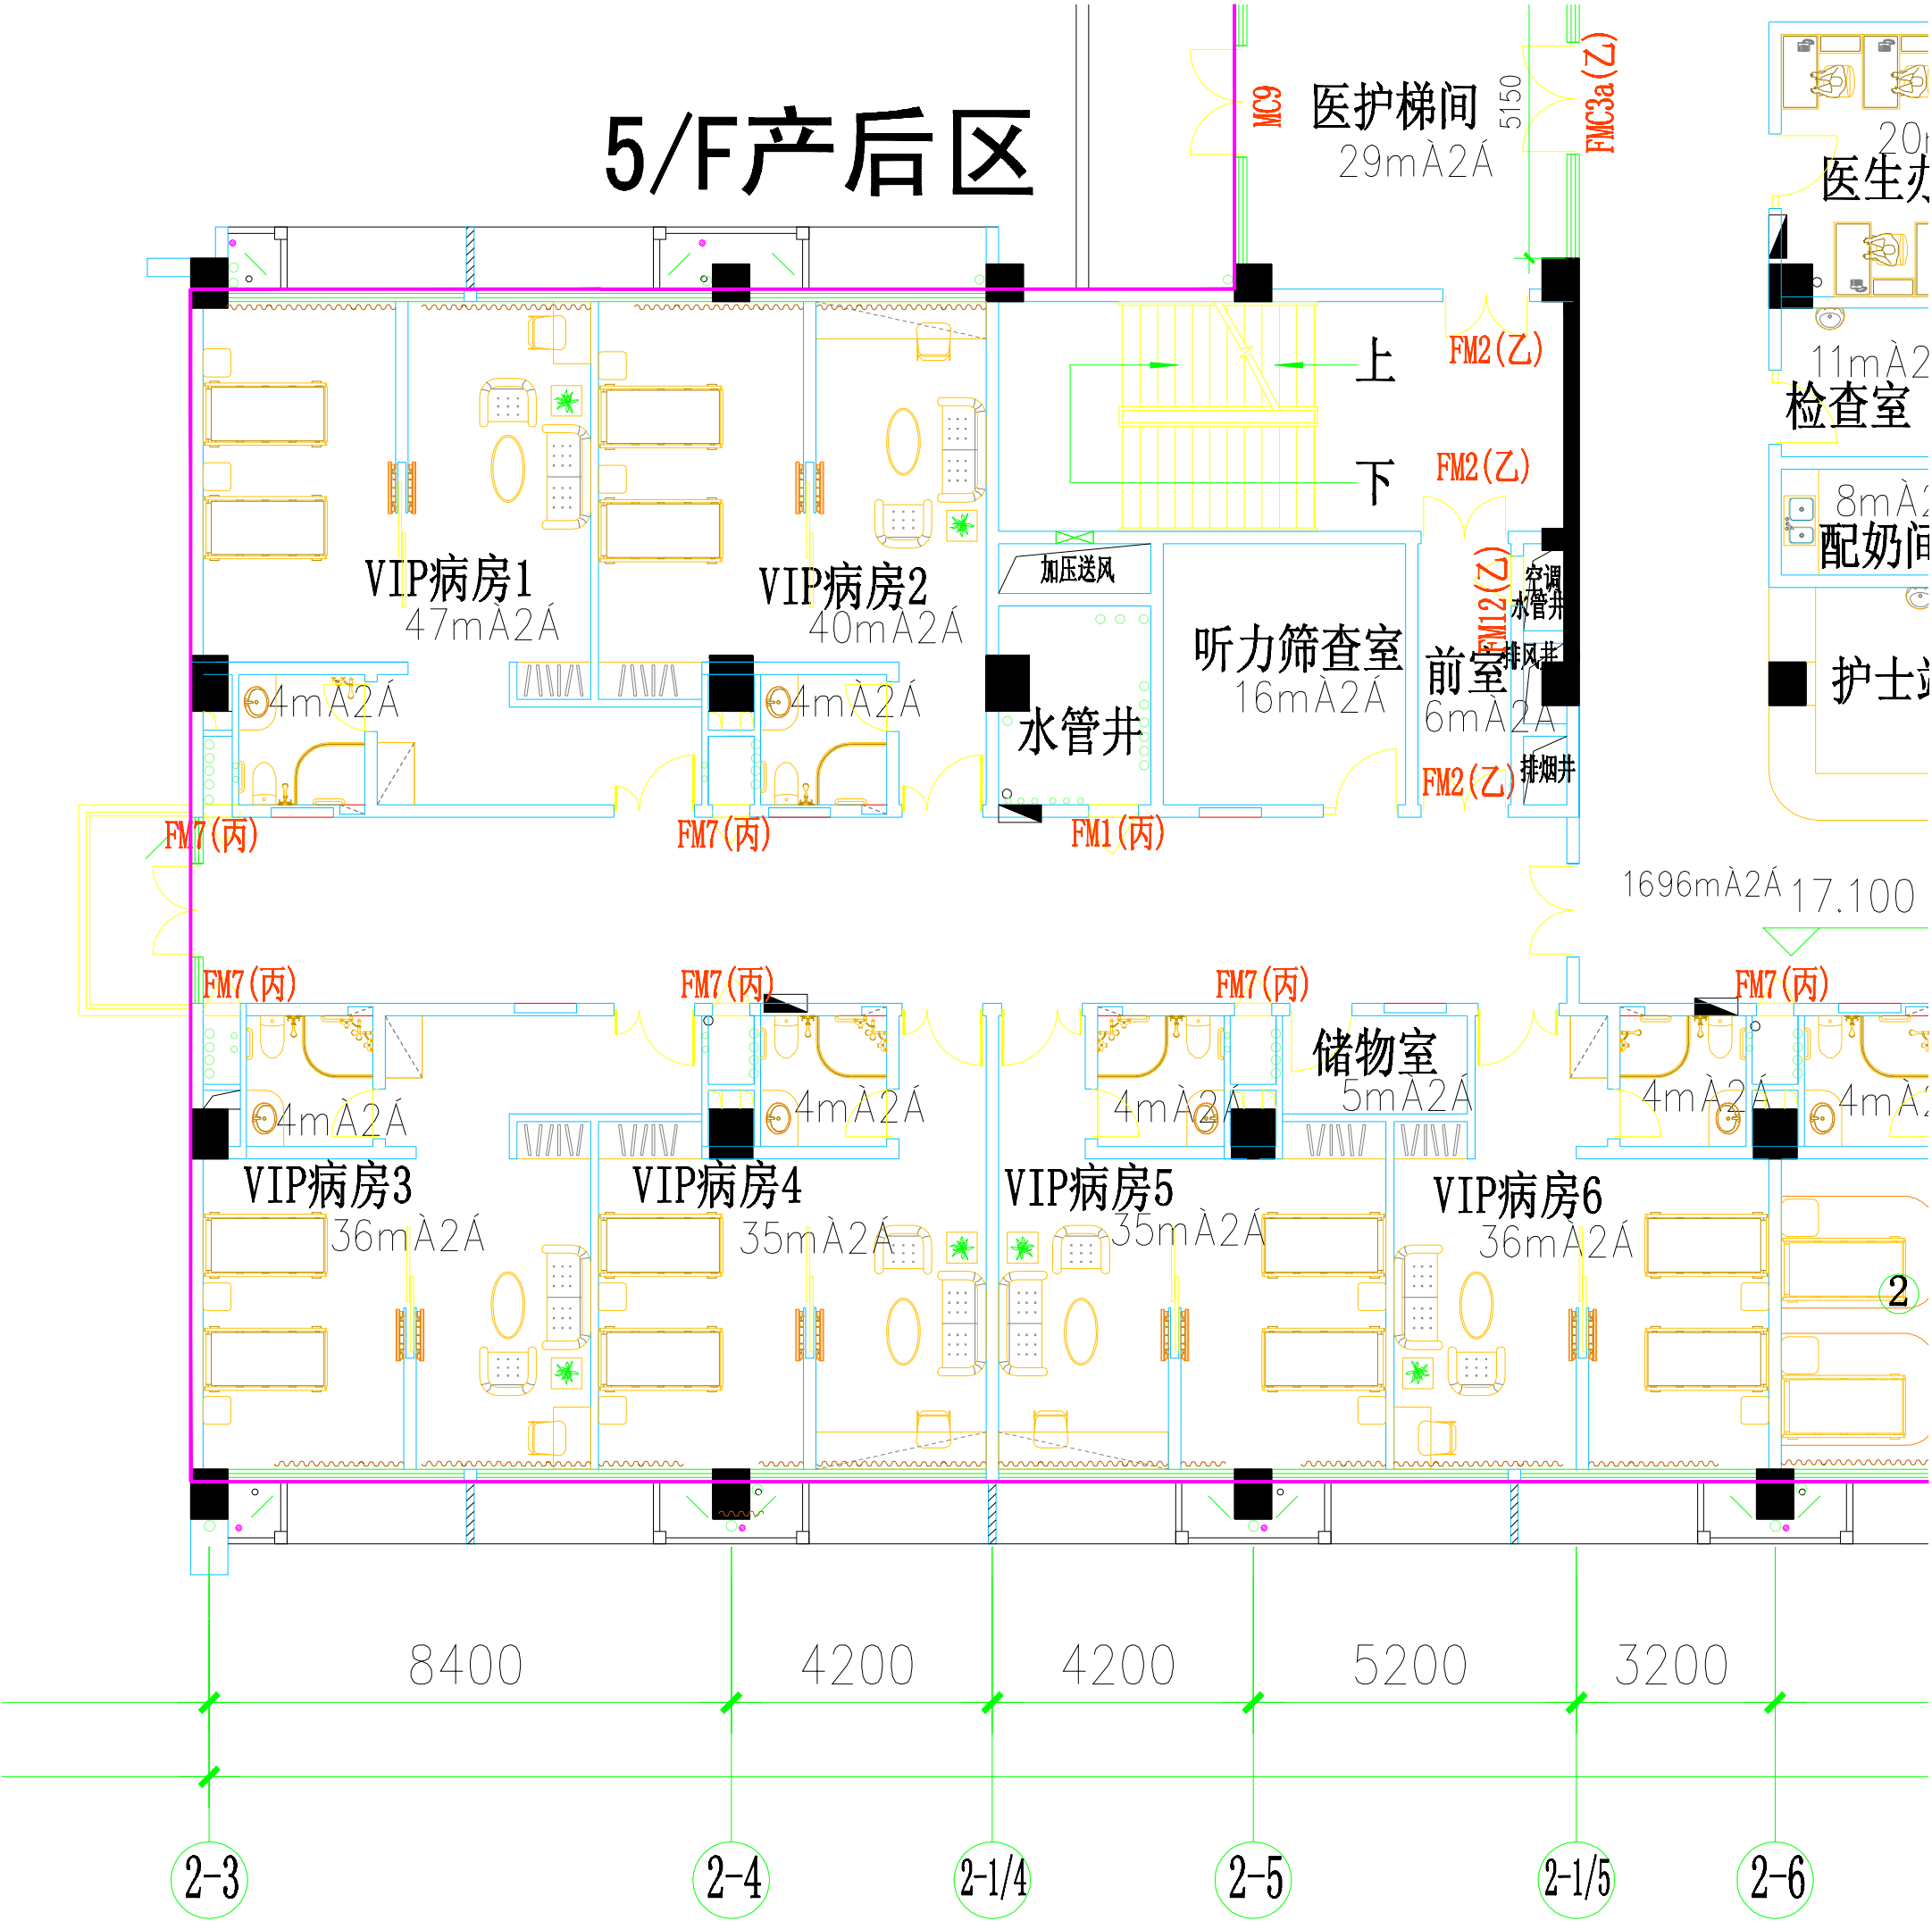 5/F产后区
MC9
医护梯间
29mÀ2Á
5150
FMC3a(乙)
医生办
检查室
配奶间
护士站
上
下
FM2(乙)
FM2(乙)
FM12(乙)
FM2(乙)
加压送风
空调
水管井
排风井
排烟井
VIP病房1
47mÀ2Á
VIP病房2
40mÀ2Á
听力筛查室
16mÀ2Á
前室
6mÀ2Á
水管井
4mÀ2Á
4mÀ2Á
FM7(丙)
FM7(丙)
FM1(丙)
1696mÀ2Á
17.100
FM7(丙)
FM7(丙)
FM7(丙)
FM7(丙)
储物室
5mÀ2Á
4mÀ2Á
4mÀ2Á
4mÀ2Á
4mÀ2Á
VIP病房3
36mÀ2Á
VIP病房4
35mÀ2Á
VIP病房5
35mÀ2Á
VIP病房6
36mÀ2Á
2
8400
4200
4200
5200
3200
2-3
2-4
2-1/4
2-5
2-1/5
2-6